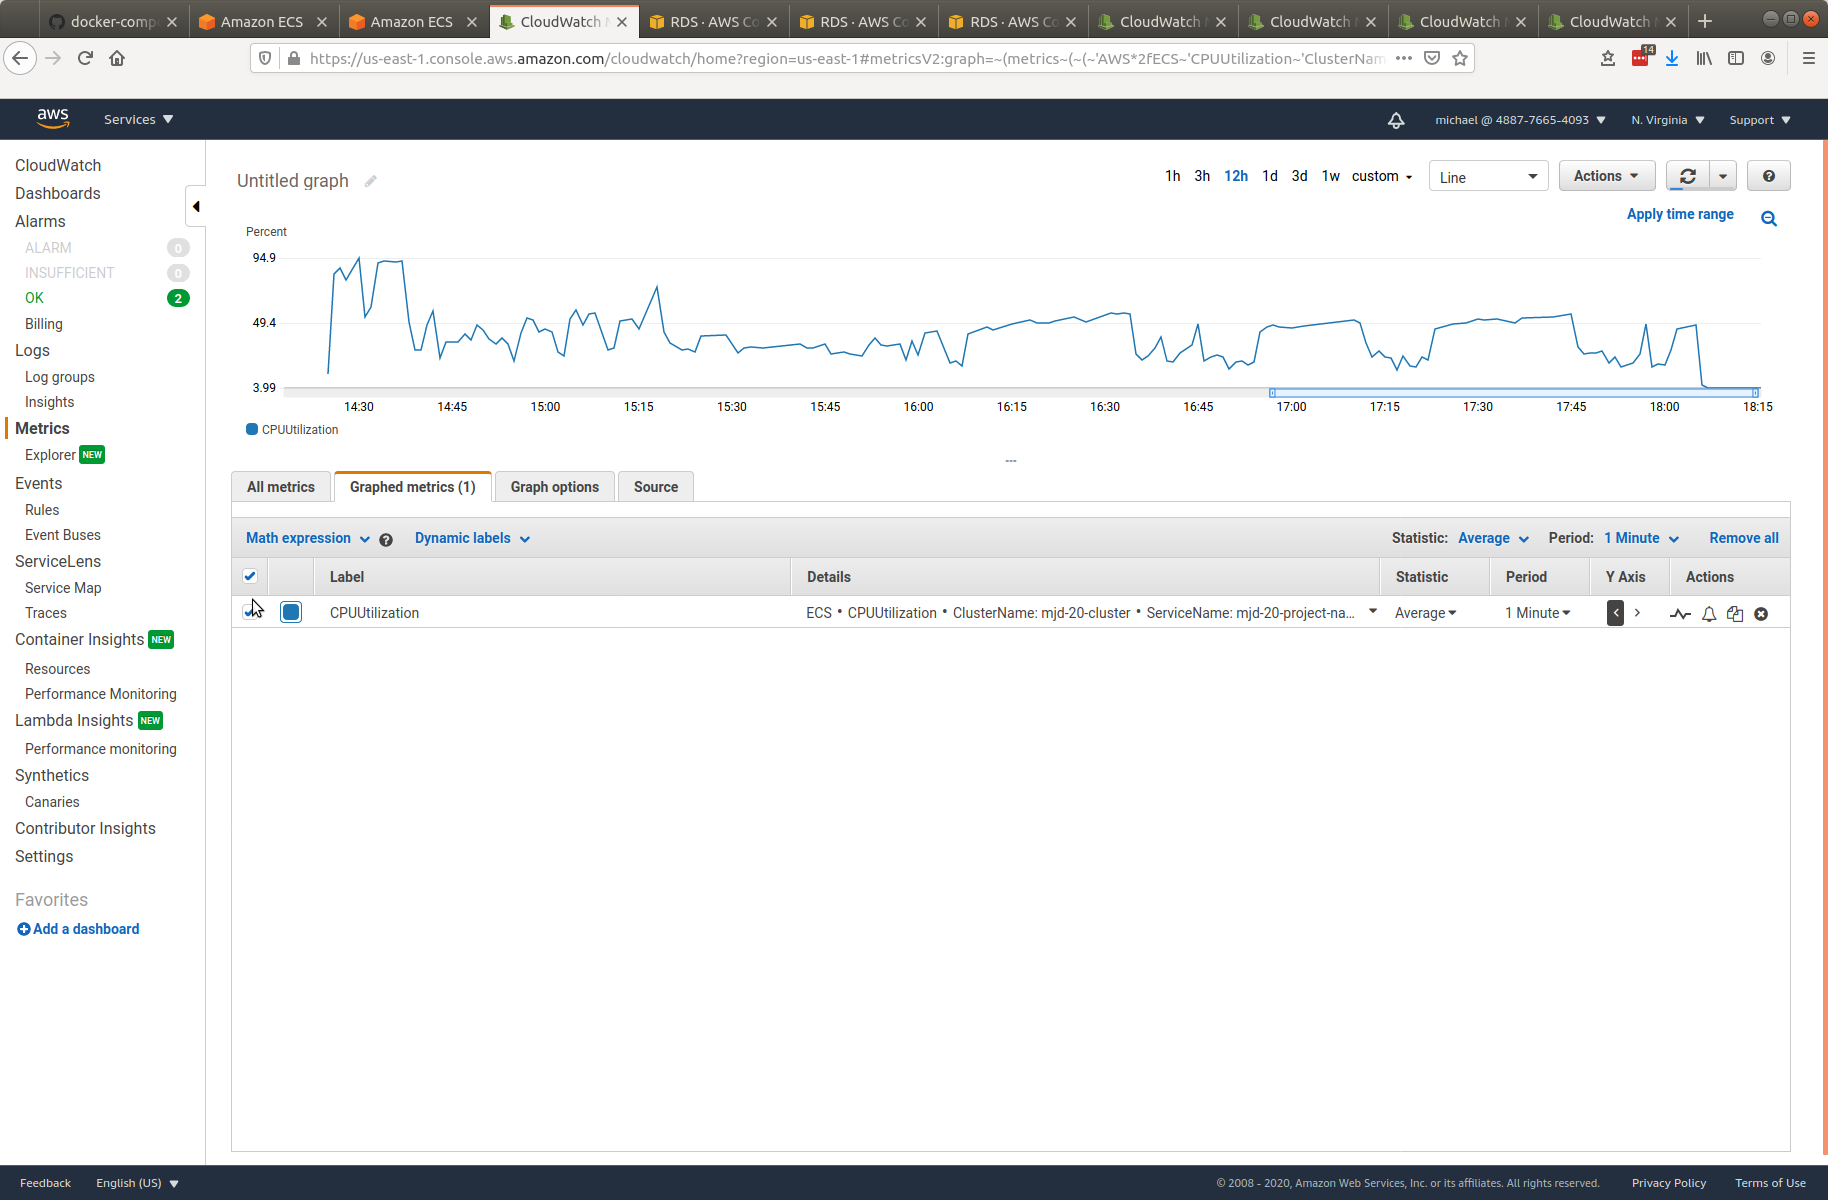 docker-comp
Amazon ECS
Amazon ECS
CloudWatch M
RDS · AWS Co
RDS · AWS Co
RDS · AWS Co
CloudWatch M
CloudWatch M
CloudWatch M
CloudWatch M
https://us-east-1.console.aws.amazon.com/cloudwatch/home?region=us-east-1#metricsV2:graph=~(metrics~(~(~'AWS*2fECS~'CPUUtilization~'ClusterNam
14
aws
Services
michael @ 4887-7665-4093
N. Virginia
Support
CloudWatch
Dashboards
Alarms
ALARM 0
INSUFFICIENT 0
OK 2
Billing
Logs
Log groups
Insights
Metrics
Explorer NEW
Events
Rules
Event Buses
ServiceLens
Service Map
Traces
Container Insights NEW
Resources
Performance Monitoring
Lambda Insights NEW
Performance monitoring
Synthetics
Canaries
Contributor Insights
Settings
Favorites
Add a dashboard
Untitled graph
1h 3h 12h 1d 3d 1w custom
Line
Actions
Apply time range
Percent
94.9
49.4
3.99
14:30 14:45 15:00 15:15 15:30 15:45 16:00 16:15 16:30 16:45 17:00 17:15 17:30 17:45 18:00 18:15
CPUUtilization
All metrics
Graphed metrics (1)
Graph options
Source
Math expression
Dynamic labels
Statistic: Average
Period: 1 Minute
Remove all
Label Details Statistic Period Y Axis Actions
CPUUtilization ECS • CPUUtilization • ClusterName: mjd-20-cluster • ServiceName: mjd-20-project-na... Average 1 Minute
Feedback
English (US)
© 2008 - 2020, Amazon Web Services, Inc. or its affiliates. All rights reserved.
Privacy Policy
Terms of Use